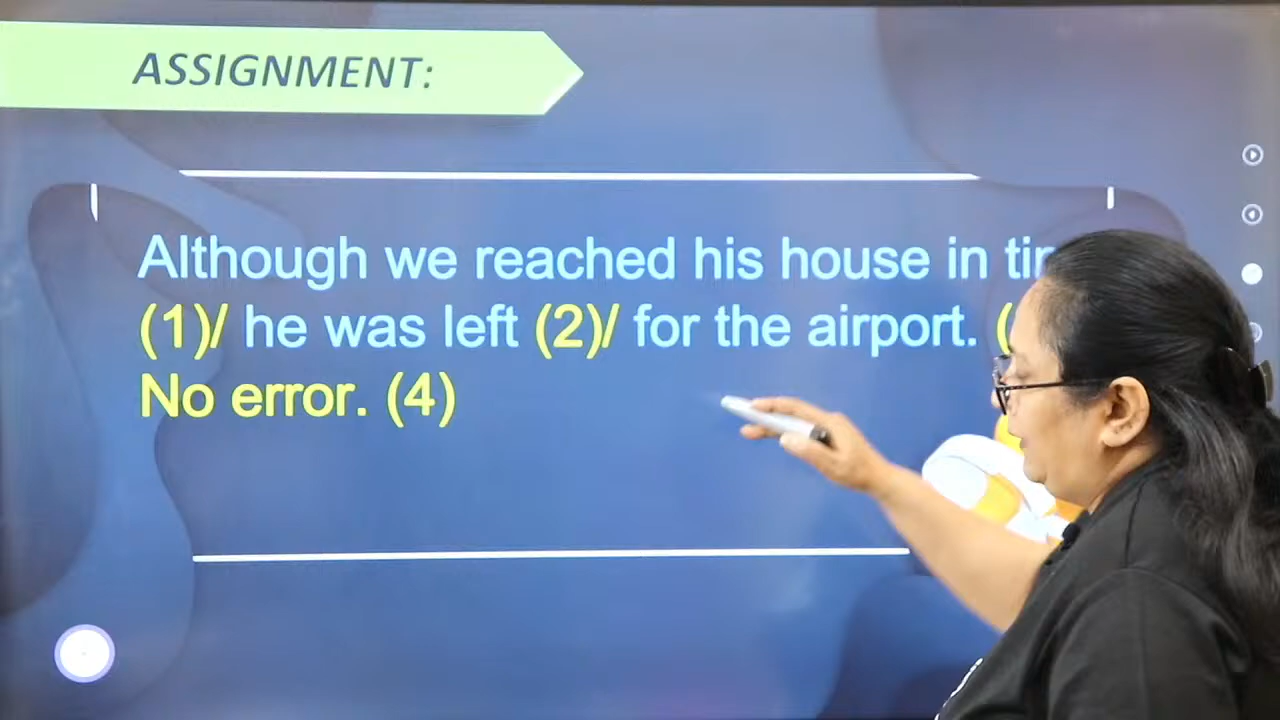 ASSIGNMENT:
Although we reached his house in
(1)/ he was left (2)/ for the airport. (
No error. (4)